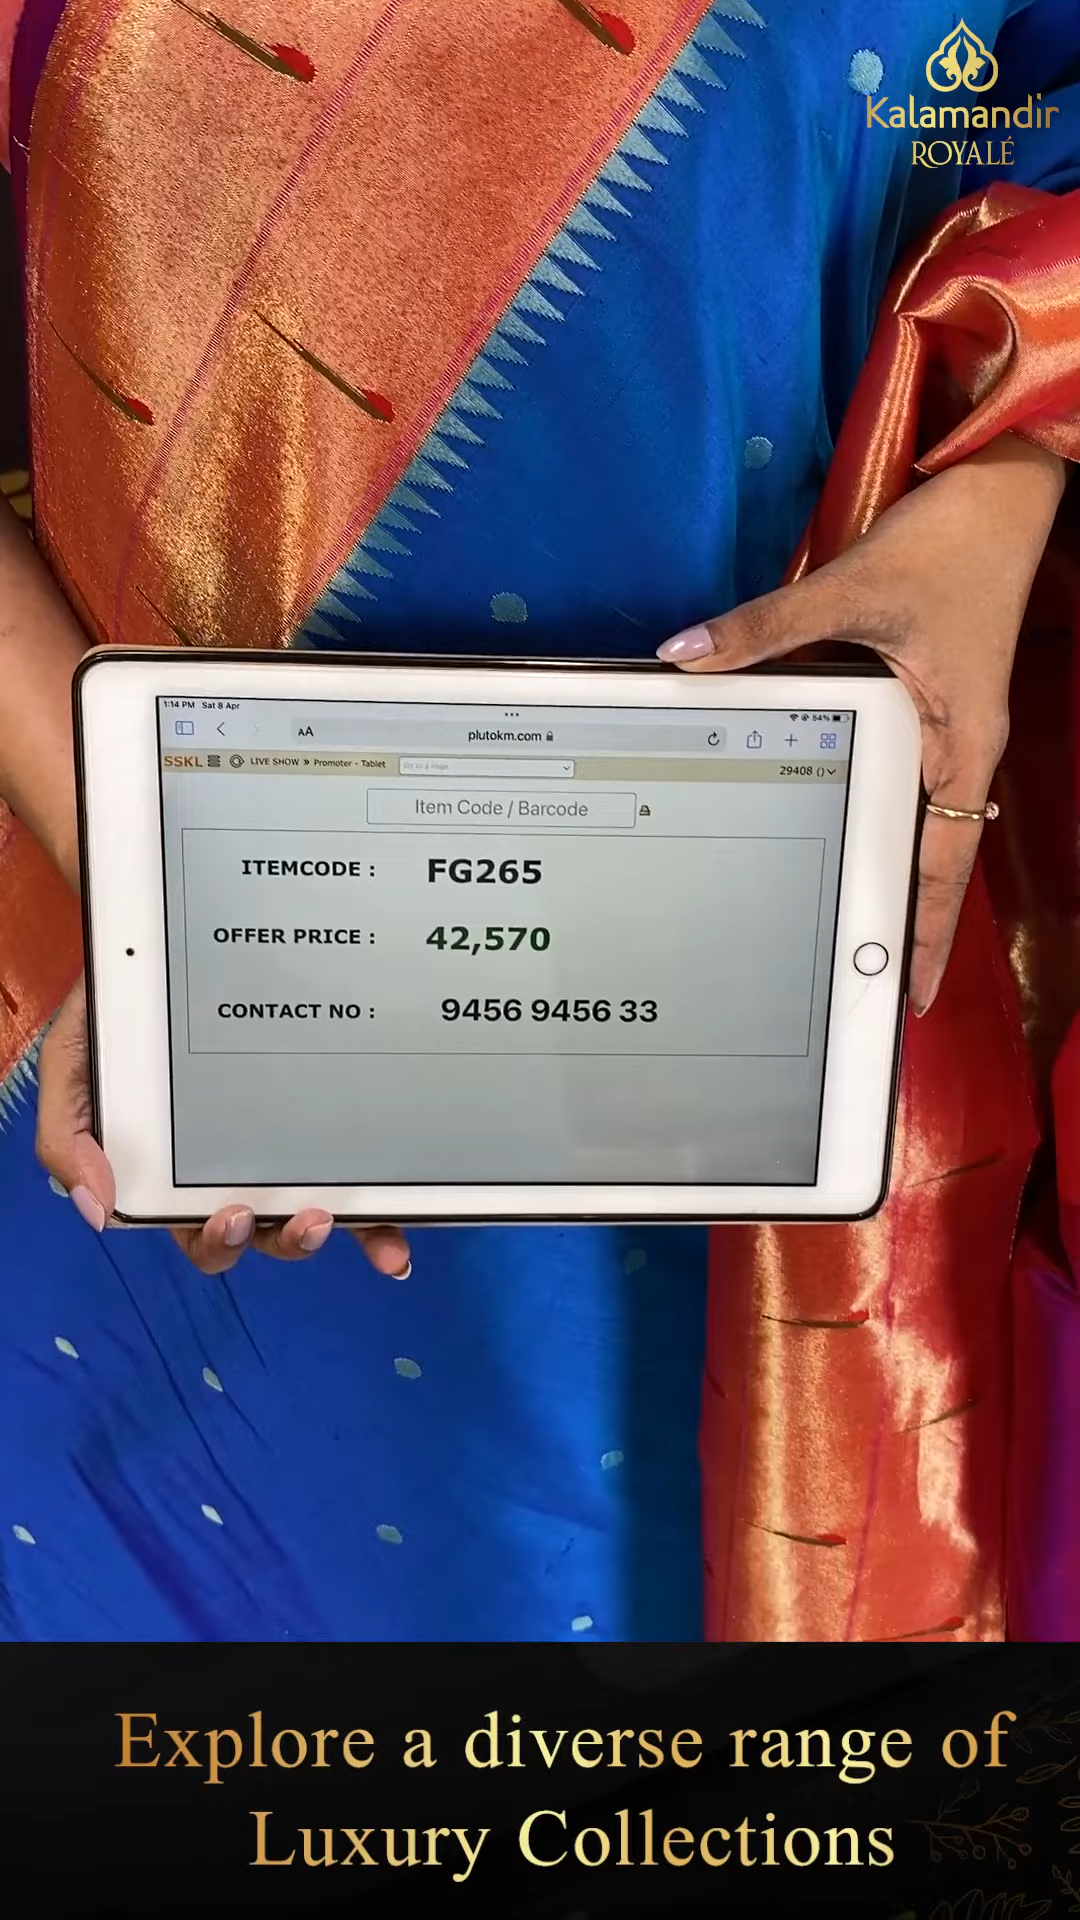 Kalamandir
ROYALÉ
1:14 PM Sat 8 Apr
54%
AA
plutokm.com
SSKL LIVE SHOW » Promoter - Tablet
29408 ()
Item Code / Barcode
ITEMCODE : FG265
OFFER PRICE : 42,570
CONTACT NO : 9456 9456 33
Explore a diverse range of
Luxury Collections